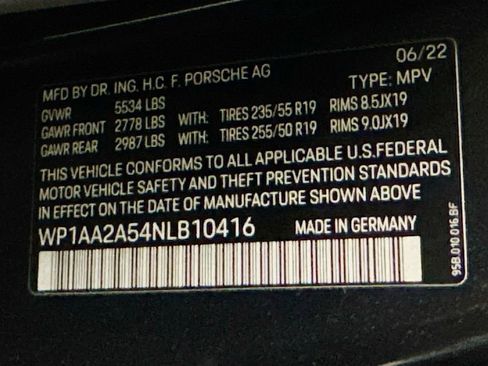 06/22
MFD BY DR. ING. H.C. F. PORSCHE AG
GVWR 5534 LBS TYPE: MPV
GAWR FRONT 2778 LBS WITH: TIRES 235/55 R19 RIMS 8.5JX19
GAWR REAR 2987 LBS WITH: TIRES 255/50 R19 RIMS 9.0JX19
THIS VEHICLE CONFORMS TO ALL APPLICABLE U.S.FEDERAL
MOTOR VEHICLE SAFETY AND THEFT PREVENTION STANDARDS
IN EFFECT ON THE DATE OF MANUFACTURE SHOWN ABOVE
WP1AA2A54NLB10416 MADE IN GERMANY
95B.010 016.BF